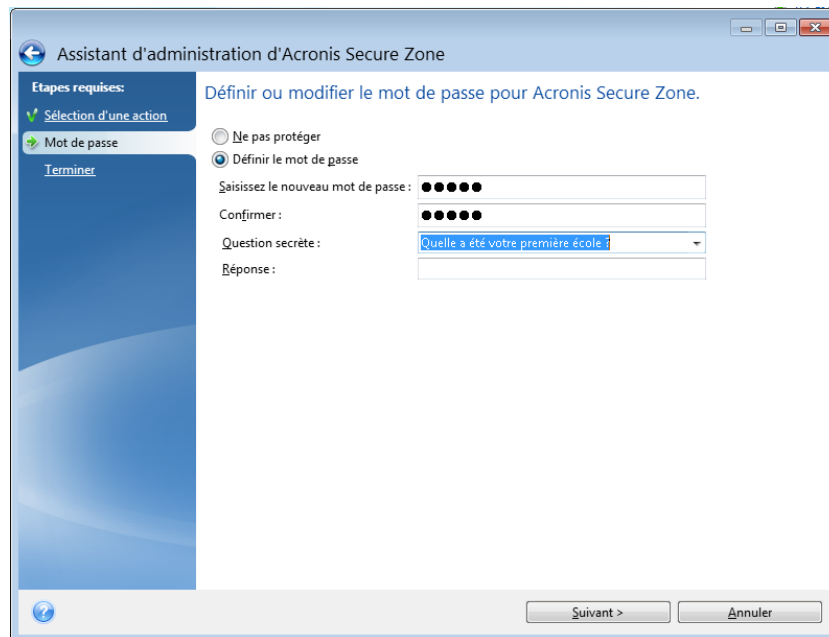 Assistant d'administration d'Acronis Secure Zone
Etapes requises:
Sélection d'une action
Mot de passe
Terminer
Définir ou modifier le mot de passe pour Acronis Secure Zone.
Ne pas protéger
Définir le mot de passe
Saisissez le nouveau mot de passe : ●●●●●
Confirmer : ●●●●●
Question secrète : Quelle a été votre première école ?
Réponse :
Suivant >
Annuler